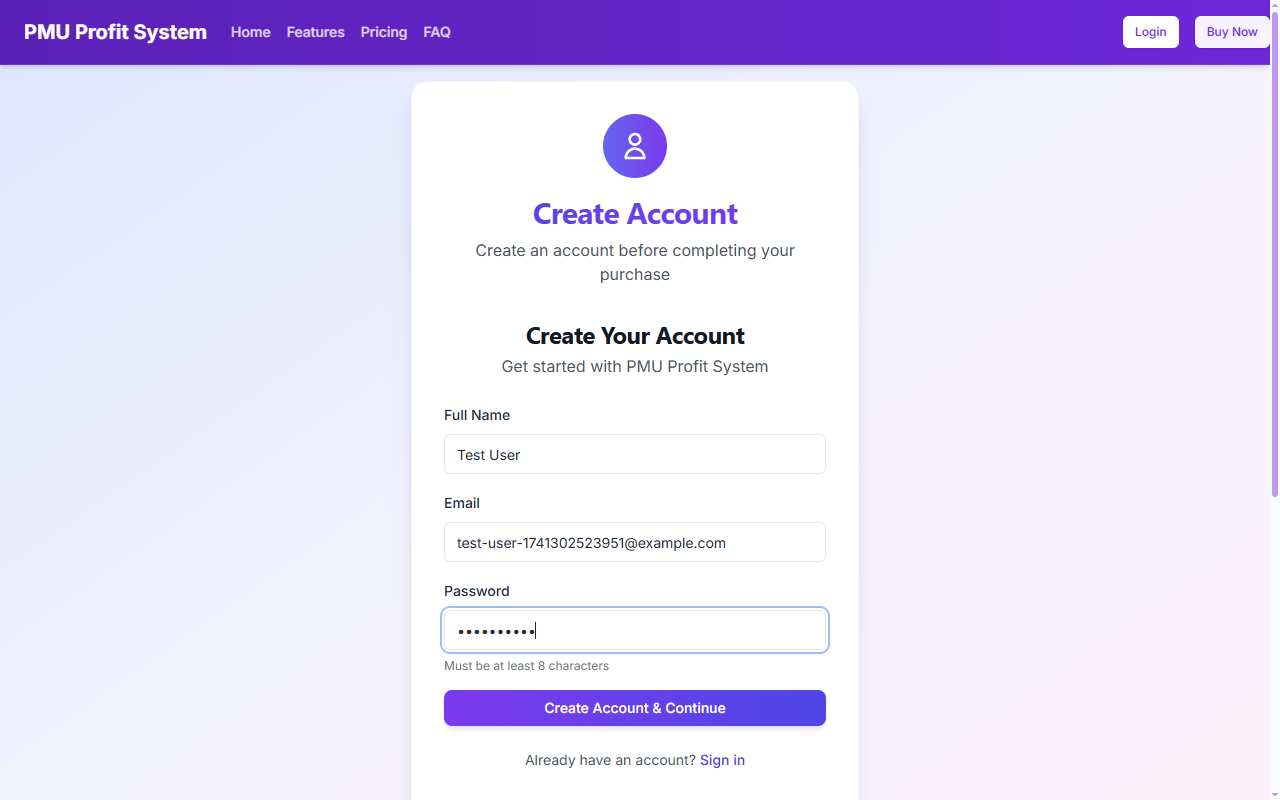 PMU Profit System Home Features Pricing FAQ Login Buy Now
Create Account
Create an account before completing your
purchase
Create Your Account
Get started with PMU Profit System
Full Name
Test User
Email
test-user-1741302523951@example.com
Password
••••••••••
Must be at least 8 characters
Create Account & Continue
Already have an account? Sign in